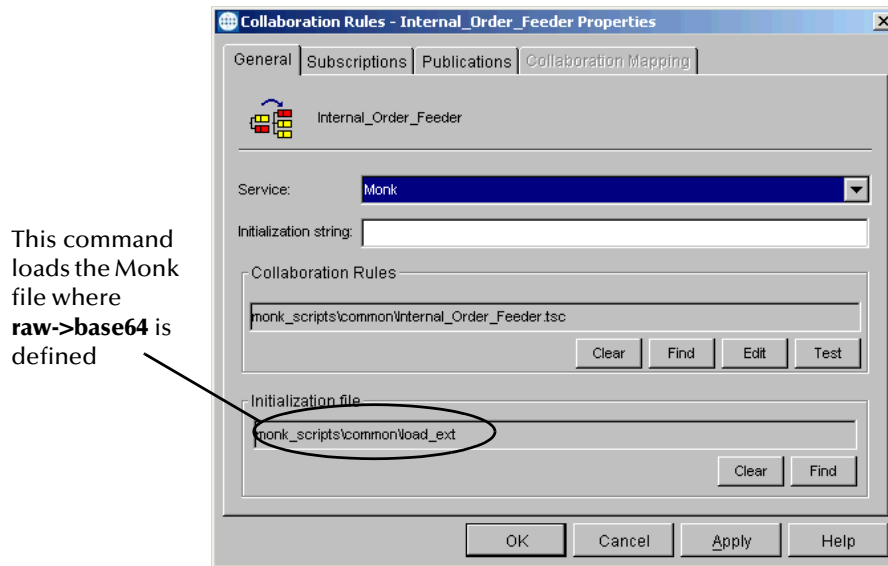 Collaboration Rules - Internal_Order_Feeder Properties
General Subscriptions Publications Collaboration Mapping
Internal_Order_Feeder
Service: Monk
Initialization string:
Collaboration Rules
monk_scripts\common\Internal_Order_Feeder.tsc
Clear Find Edit Test
This command
loads the Monk
file where
raw->base64 is
defined
Initialization file
monk_scripts\common\load_ext
Clear Find
OK Cancel Apply Help